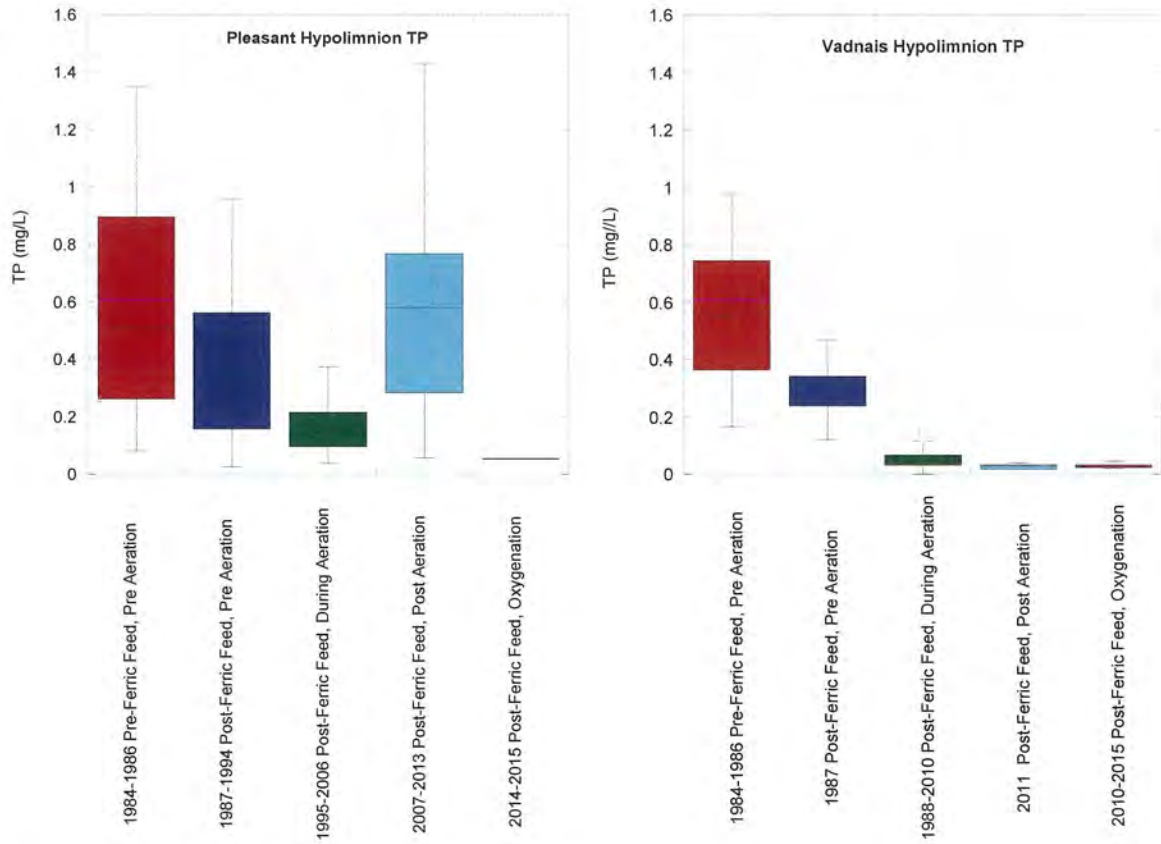 Pleasant Hypolimnion TP
TP (mg/L)
1.6
1.4
1.2
1
0.8
0.6
0.4
0.2
0
1984-1986 Pre-Ferric Feed, Pre Aeration
1987-1994 Post-Ferric Feed, Pre Aeration
1995-2006 Post-Ferric Feed, During Aeration
2007-2013 Post-Ferric Feed, Post Aeration
2014-2015 Post-Ferric Feed, Oxygenation
Vadnais Hypolimnion TP
TP (mg//L)
1.6
1.4
1.2
1
0.8
0.6
0.4
0.2
0
1984-1986 Pre-Ferric Feed, Pre Aeration
1987 Post-Ferric Feed, Pre Aeration
1988-2010 Post-Ferric Feed, During Aeration
2011 Post-Ferric Feed, Post Aeration
2010-2015 Post-Ferric Feed, Oxygenation